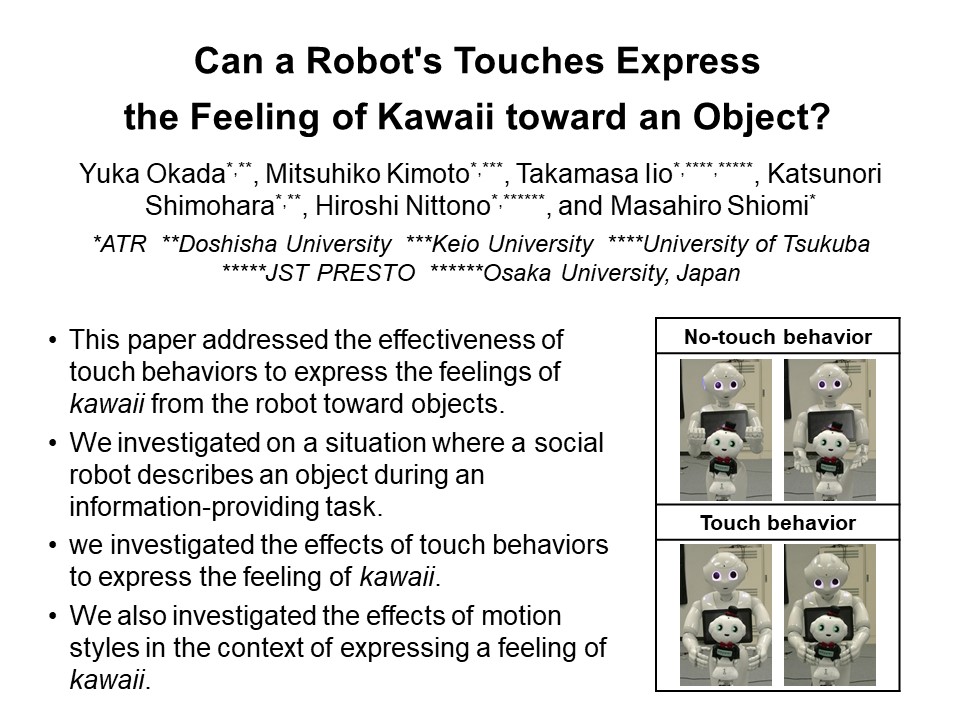 Can a Robot's Touches Express
the Feeling of Kawaii toward an Object?
Yuka Okada*,**, Mitsuhiko Kimoto*,***, Takamasa Iio*,****,*****, Katsunori
Shimohara*,**, Hiroshi Nittono*,******, and Masahiro Shiomi*
*ATR **Doshisha University ***Keio University ****University of Tsukuba
*****JST PRESTO ******Osaka University, Japan
• This paper addressed the effectiveness of
touch behaviors to express the feelings of
kawaii from the robot toward objects.
• We investigated on a situation where a social
robot describes an object during an
information-providing task.
• we investigated the effects of touch behaviors
to express the feeling of kawaii.
• We also investigated the effects of motion
styles in the context of expressing a feeling of
kawaii.
No-touch behavior
Touch behavior